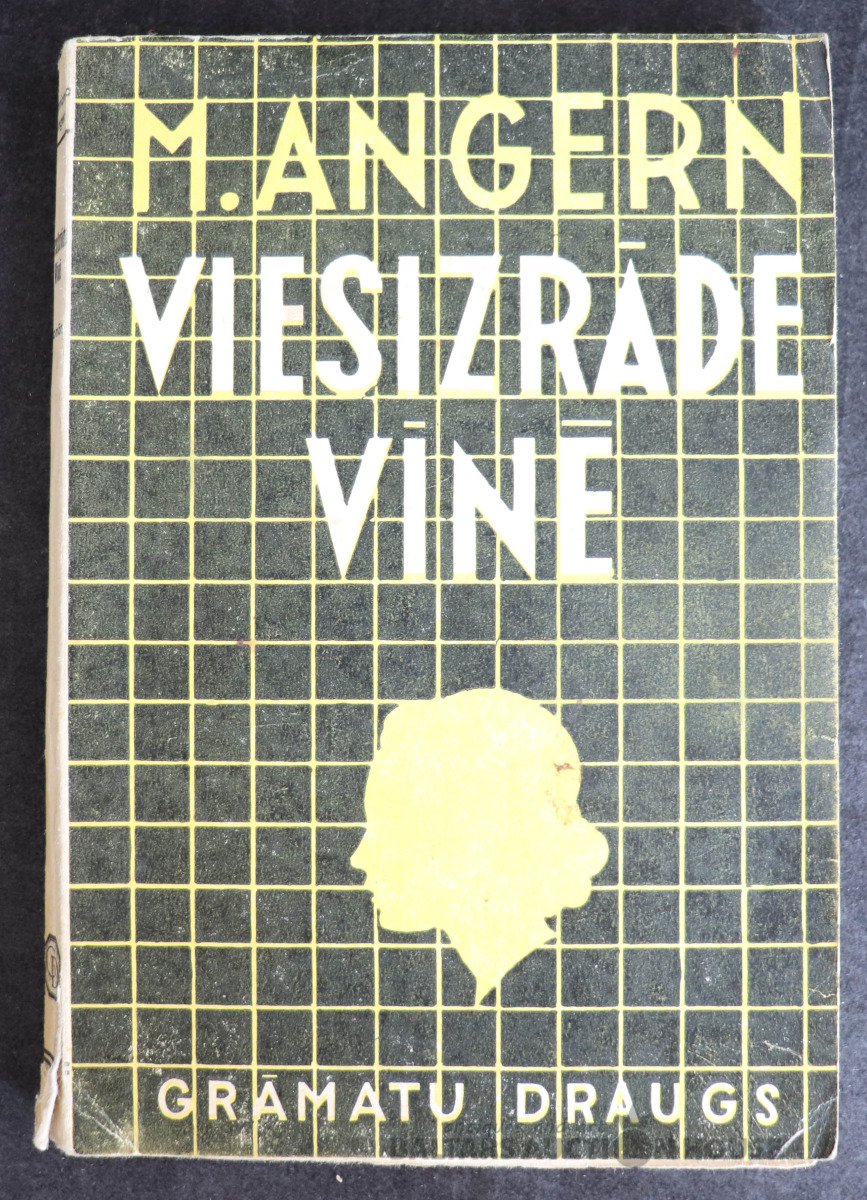 M. ANGERN
VIESIZRĀDE
VĪNĒ
GRĀMATU DRAUGS